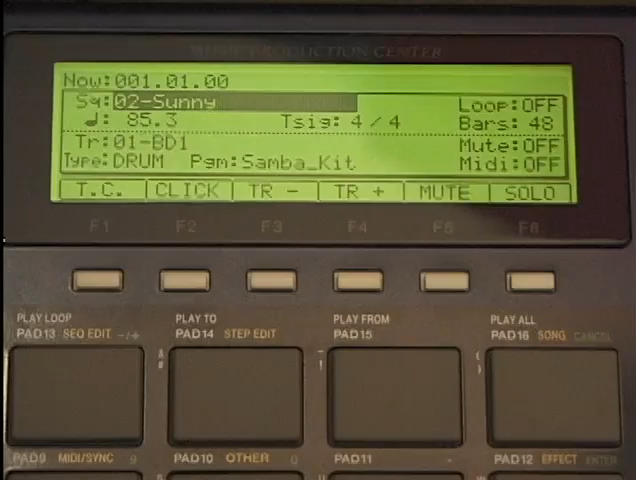 MUSIC PRODUCTION CENTER
Now:001.01.00
Sq:02-Sunny Loop:OFF
♩: 85.3 Tsig: 4/4 Bars: 48
Tr:01-BD1 Mute:OFF
Type:DRUM Pgm:Samba_Kit Midi:OFF
T.C. CLICK TR - TR + MUTE SOLO
F1 F2 F3 F4 F5 F6
PLAY LOOP PLAY TO PLAY FROM PLAY ALL
PAD13 SEQ EDIT -/+ PAD14 STEP EDIT PAD15 PAD16 SONG CANCEL
PAD9 MIDI/SYNC 9 PAD10 OTHER 0 PAD11 PAD12 EFFECT ENTER